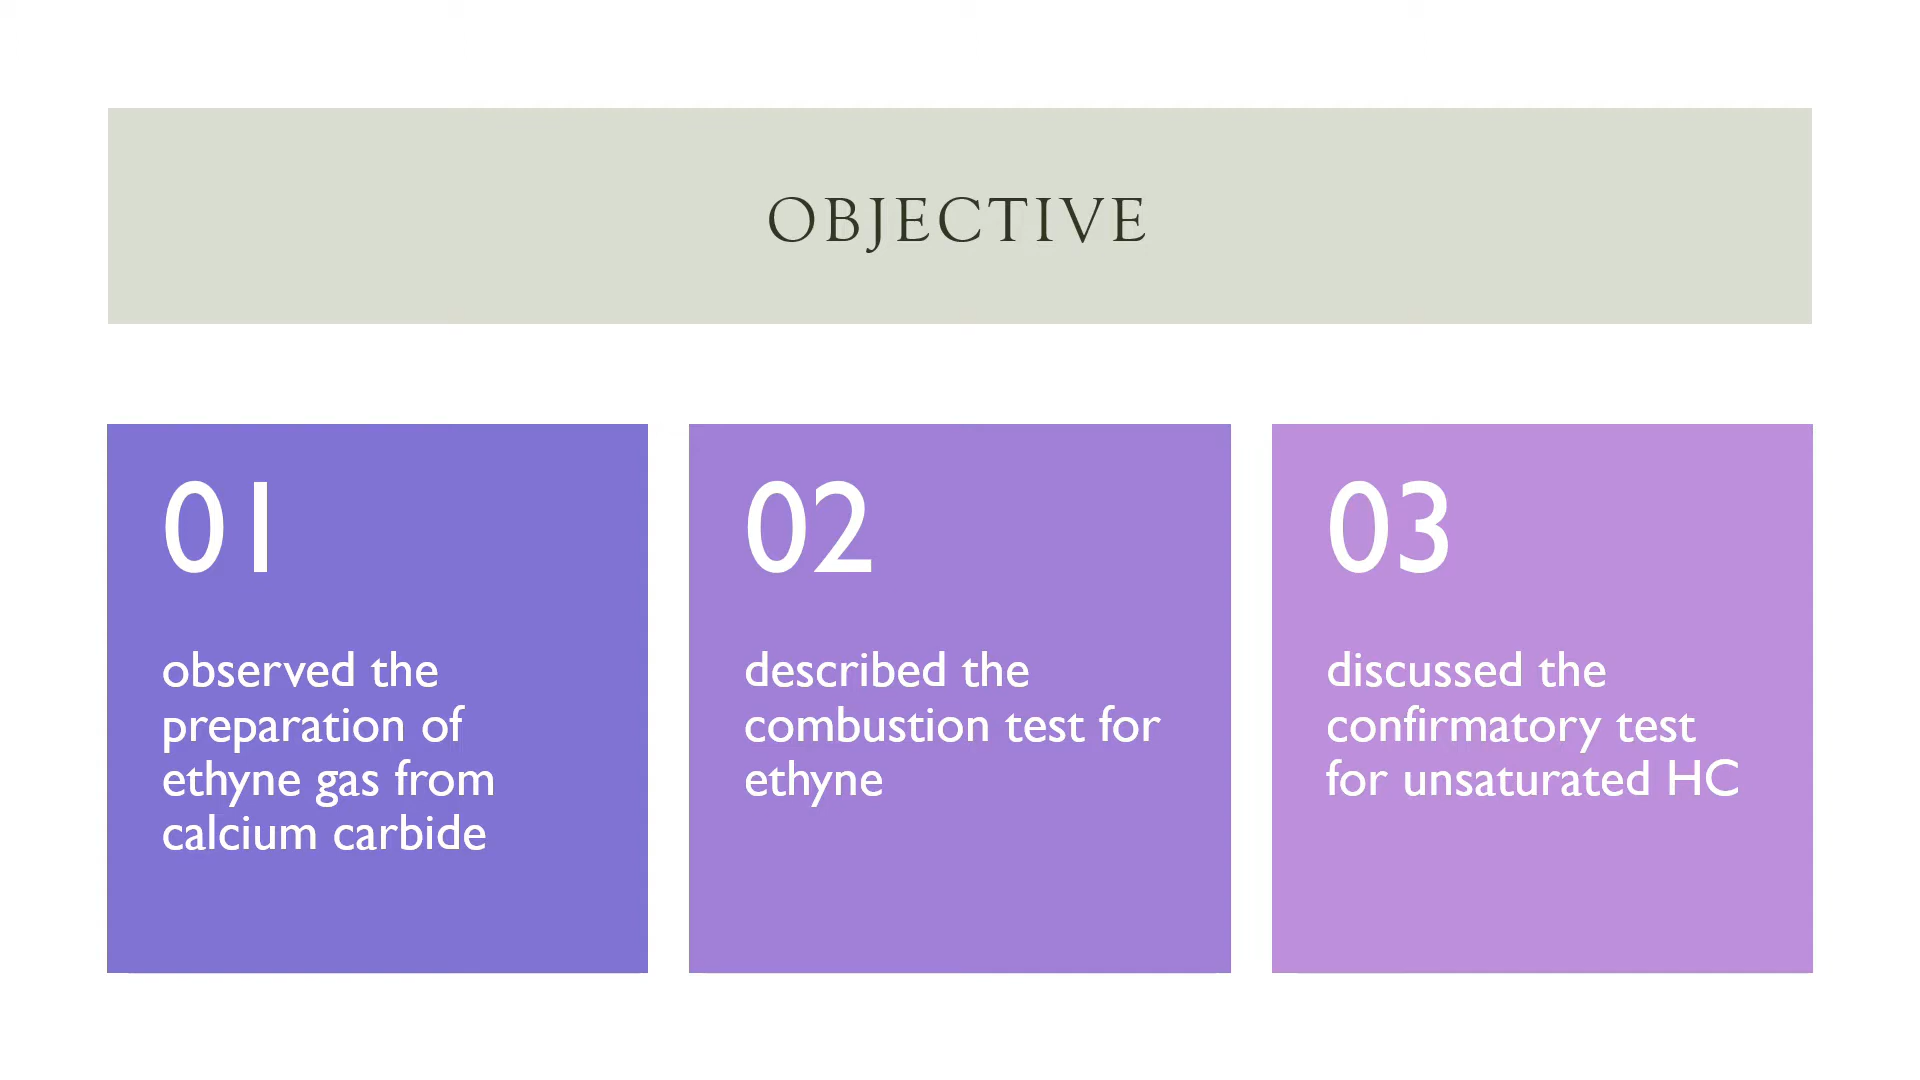 OBJECTIVE
01
observed the
preparation of
ethyne gas from
calcium carbide
02
described the
combustion test for
ethyne
03
discussed the
confirmatory test
for unsaturated HC